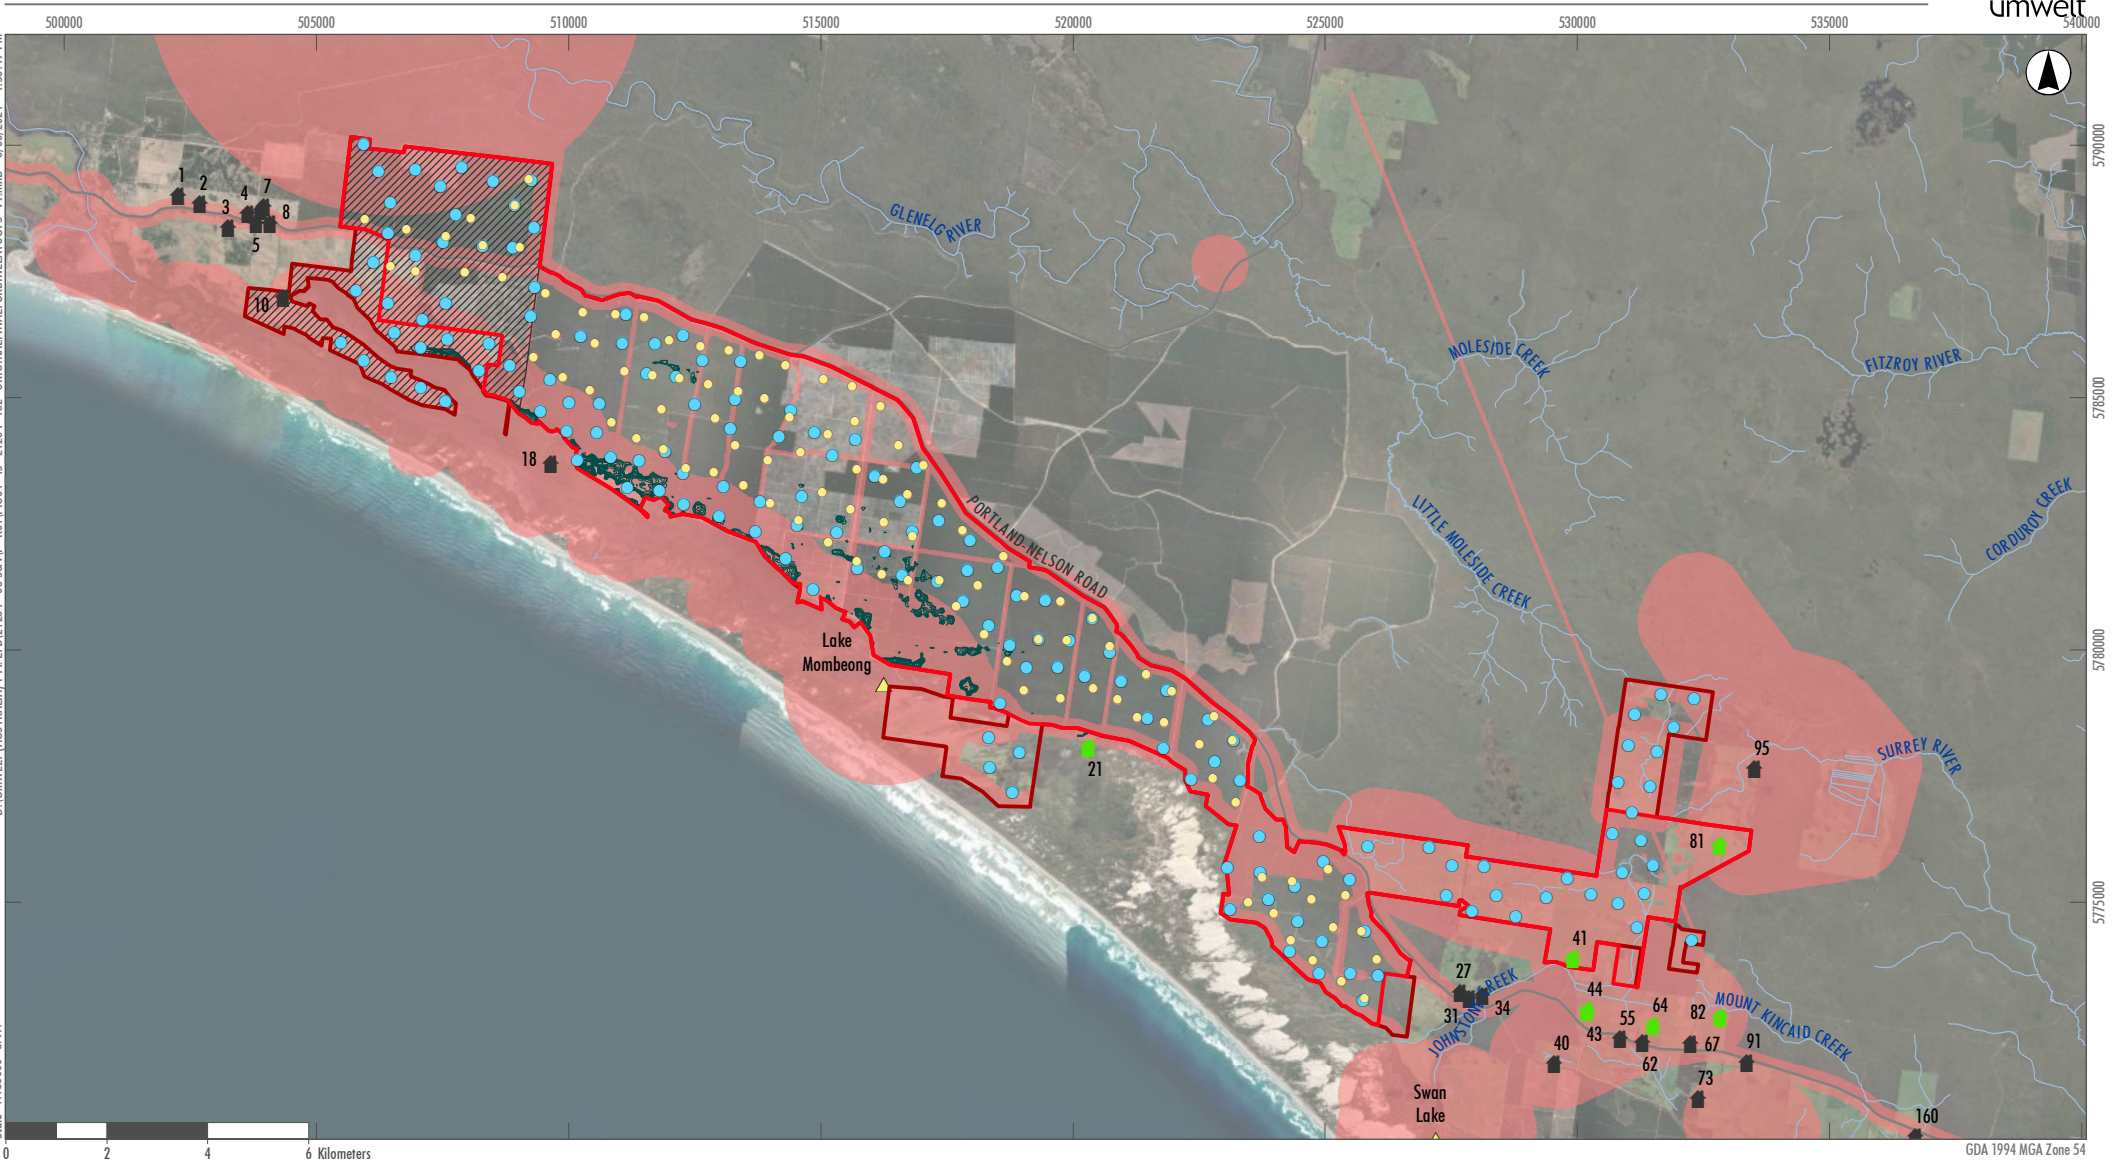 umwelt
500000
505000
510000
515000
520000
525000
530000
535000
540000
5790000
5785000
5780000
5775000
1
2
3
4
7
8
5
10
18
GLENELG RIVER
MOLESIDE CREEK
FITZROY RIVER
CORDUROY CREEK
LITTLE MOLESIDE CREEK
PORTLAND-NELSON ROAD
Lake
Mombeong
21
SURREY RIVER
95
81
41
27
31
34
JOHNSTONE CREEK
44
43
55
64
62
82
67
MOUNT KINCAID CREEK
40
91
73
Swan
Lake
160
0
2
4
6 Kilometers
GDA 1994 MGA Zone 54